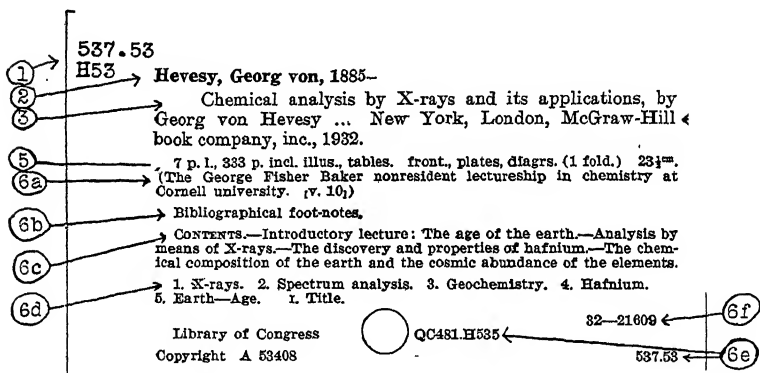 537.53
1 H53
2 Hevesy, Georg von, 1885–
3 Chemical analysis by X-rays and its applications, by
Georg von Hevesy ... New York, London, McGraw-Hill
book company, inc., 1932.
5 7 p. l., 333 p. incl. illus., tables. front., plates, diagrs. (1 fold.) 23½ cm.
6a (The George Fisher Baker nonresident lectureship in chemistry at
Cornell university. [v. 10])
6b Bibliographical foot-notes.
CONTENTS.—Introductory lecture: The age of the earth.—Analysis by
6c means of X-rays.—The discovery and properties of hafnium.—The chem-
ical composition of the earth and the cosmic abundance of the elements.
6d 1. X-rays. 2. Spectrum analysis. 3. Geochemistry. 4. Hafnium.
5. Earth—Age. I. Title.
32—21609 6f
Library of Congress QC481.H535
Copyright A 53408 537.53 6e